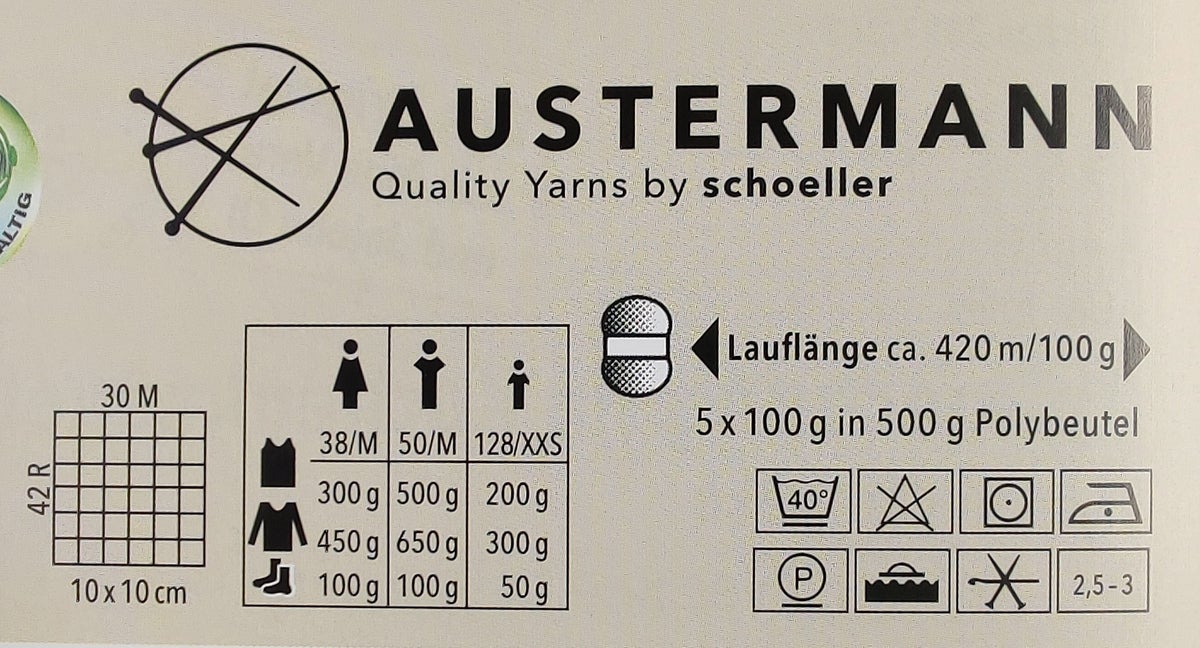 AUSTERMANN
Quality Yarns by schoeller
ALTIG
Lauflänge ca. 420 m/100 g
5 x 100 g in 500 g Polybeutel
30 M
42 R
10 x 10 cm
38/M 50/M 128/XXS
300 g 500 g 200 g
450 g 650 g 300 g
100 g 100 g 50 g
40°
P
2,5-3